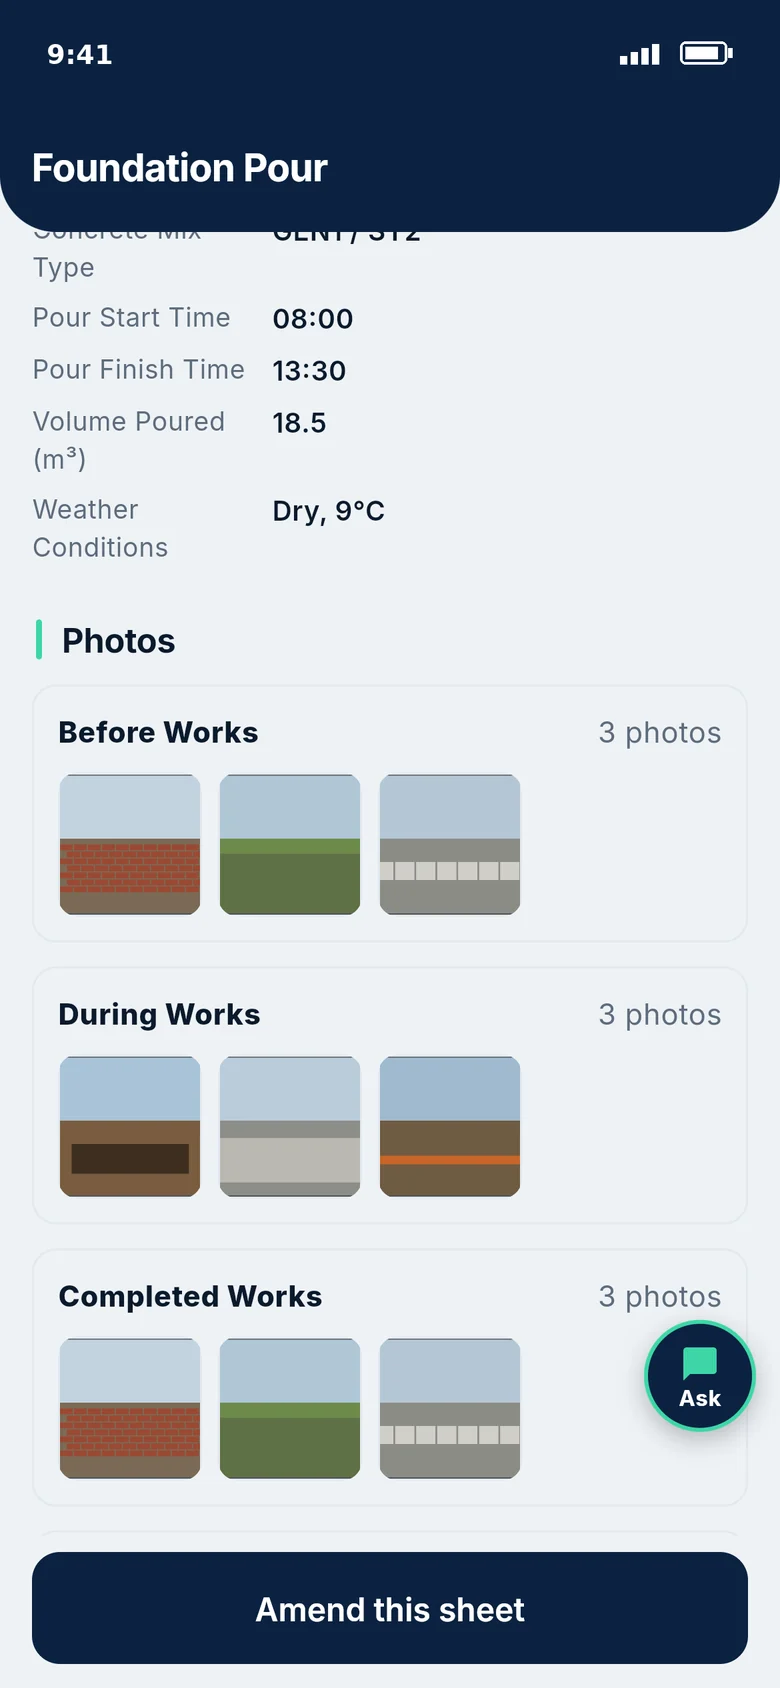 9:41
Foundation Pour
Concrete Mix
Type
Pour Start Time 08:00
Pour Finish Time 13:30
Volume Poured 18.5
(m³)
Weather Dry, 9°C
Conditions
Photos
Before Works 3 photos
During Works 3 photos
Completed Works 3 photos
Ask
Amend this sheet